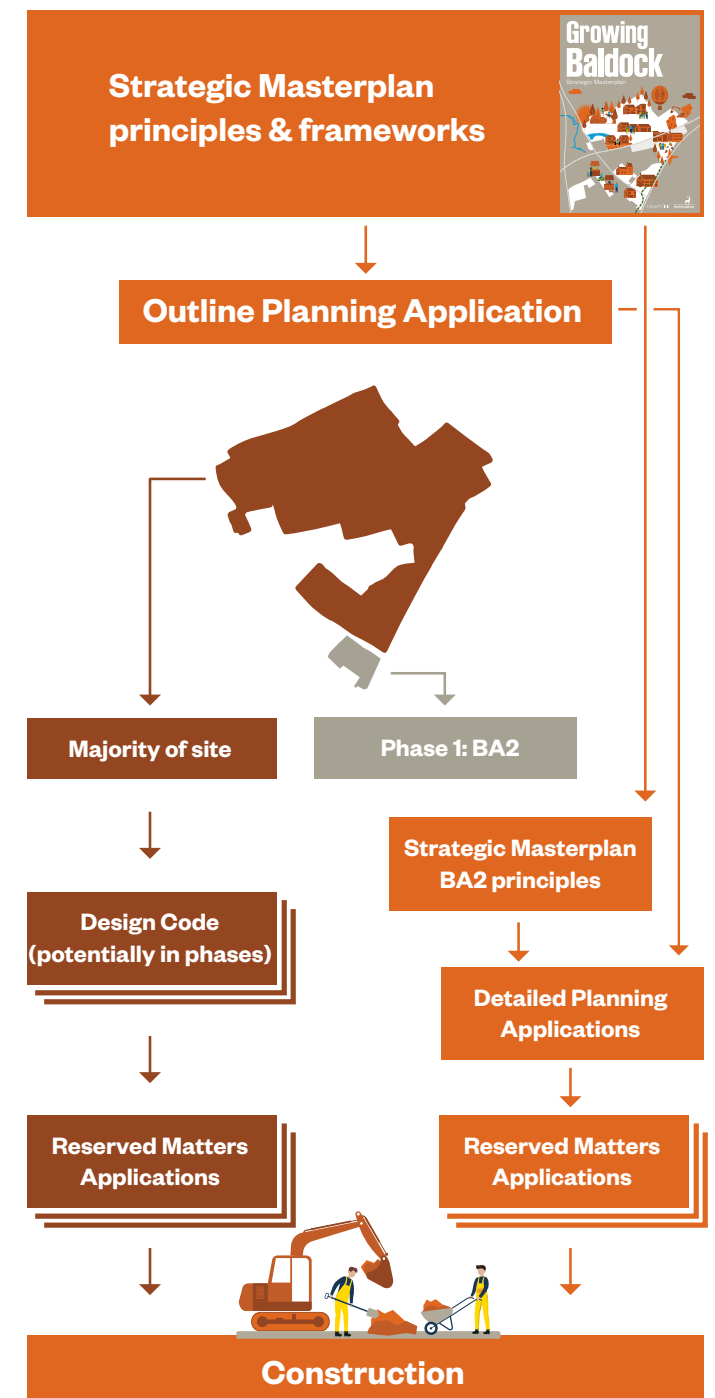 Strategic Masterplan
principles & frameworks
Growing
Baldock
Strategic Masterplan
Outline Planning Application
Majority of site
Phase 1: BA2
Strategic Masterplan
BA2 principles
Design Code
(potentially in phases)
Detailed Planning
Applications
Reserved Matters
Applications
Reserved Matters
Applications
Construction